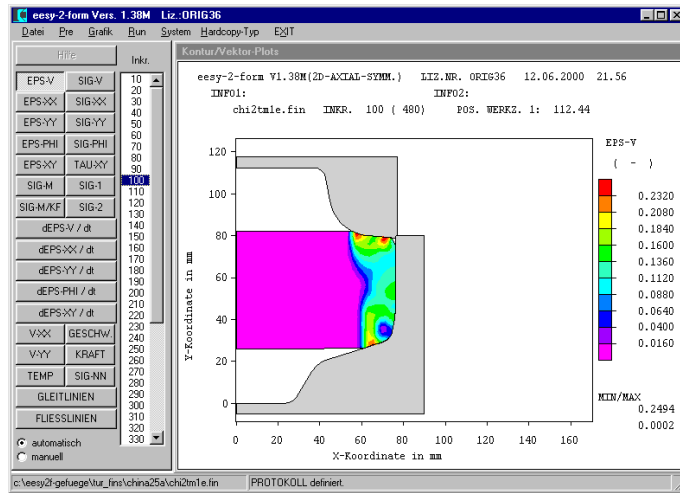 eesy-2-form Vers. 1.38M Liz.:ORIG36
Datei Pre Grafik Run System Hardcopy-Typ EXIT
Hilfe
Inkr.
EPS-V SIG-V
EPS-XX SIG-XX
EPS-YY SIG-YY
EPS-PHI SIG-PHI
EPS-XY TAU-XY
SIG-M SIG-1
SIG-M/KF SIG-2
dEPS-V / dt
dEPS-XX / dt
dEPS-YY / dt
dEPS-PHI / dt
dEPS-XY / dt
V-XX GESCHW.
V-YY KRAFT
TEMP SIG-NN
GLEITLINIEN
FLIESSLINIEN
automatisch
manuell
10
20
30
40
50
60
70
80
90
100
110
120
130
140
150
160
170
180
190
200
210
220
230
240
250
260
270
280
290
300
310
320
330
Kontur/Vektor-Plots
eesy-2-form V1.38M(2D-AXIAL-SYMM.) LIZ.NR. ORIG36 12.06.2000 21.56
INFO1: INFO2:
chi2tm1e.fin INKR. 100 ( 480) POS. WERKZ. 1: 112.44
Y-Koordinate in mm
120
100
80
60
40
20
0
0 20 40 60 80 100 120 140 160
X-Koordinate in mm
EPS-V
( - )
0.2320
0.2080
0.1840
0.1600
0.1360
0.1120
0.0880
0.0640
0.0400
0.0160
MIN/MAX
0.2494
0.0002
c:\eesy2f-gefuege\tur_fins\china25a\chi2tm1e.fin PROTOKOLL definiert.